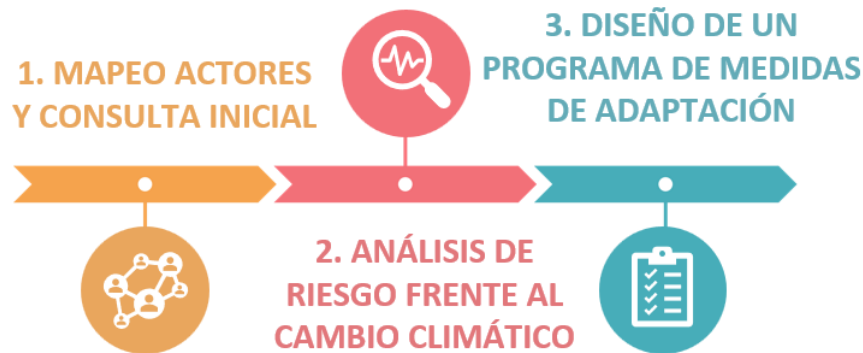 1. MAPEO ACTORES
Y CONSULTA INICIAL
2. ANÁLISIS DE
RIESGO FRENTE AL
CAMBIO CLIMÁTICO
3. DISEÑO DE UN
PROGRAMA DE MEDIDAS
DE ADAPTACIÓN